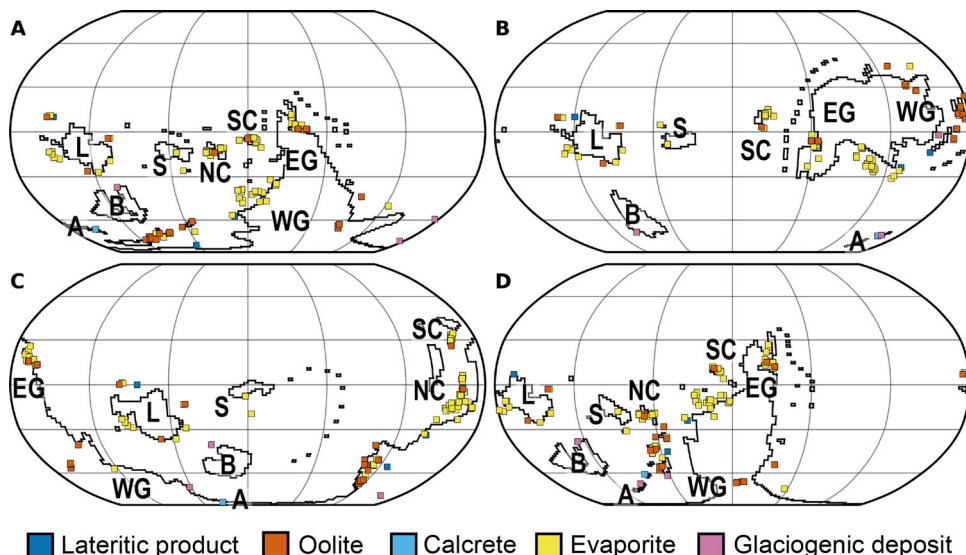 A
B
SC
L
S
NC
EG
B
A
WG
EG
WG
L
S
SC
B
A
C
D
SC
EG
NC
L
S
B
WG
A
SC
EG
L
NC
S
B
A
WG
Lateritic product
Oolite
Calcrete
Evaporite
Glaciogenic deposit